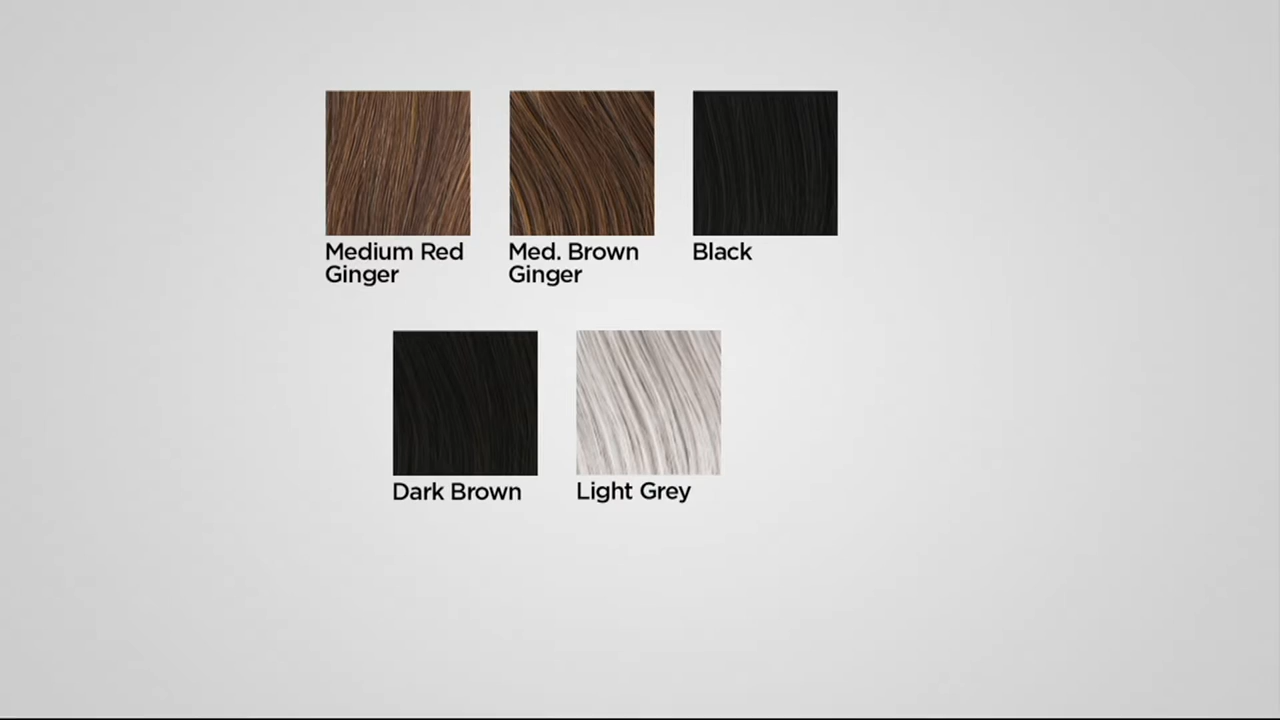 Medium Red
Ginger
Med. Brown
Ginger
Black
Dark Brown
Light Grey